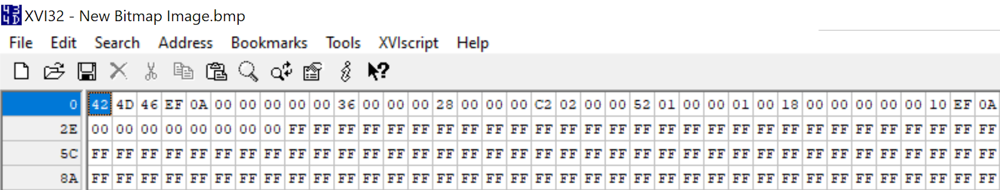 XVI32 - New Bitmap Image.bmp
File Edit Search Address Bookmarks Tools XVIscript Help
0 42 4D 46 EF 0A 00 00 00 00 00 36 00 00 00 28 00 00 00 C2 02 00 00 52 01 00 00 01 00 18 00 00 00 00 00 10 EF 0A
2E 00 00 00 00 00 00 00 00 FF FF FF FF FF FF FF FF FF FF FF FF FF FF FF FF FF FF FF FF FF FF FF FF FF FF FF FF FF
5C FF FF FF FF FF FF FF FF FF FF FF FF FF FF FF FF FF FF FF FF FF FF FF FF FF FF FF FF FF FF FF FF FF FF FF FF FF
8A FF FF FF FF FF FF FF FF FF FF FF FF FF FF FF FF FF FF FF FF FF FF FF FF FF FF FF FF FF FF FF FF FF FF FF FF FF